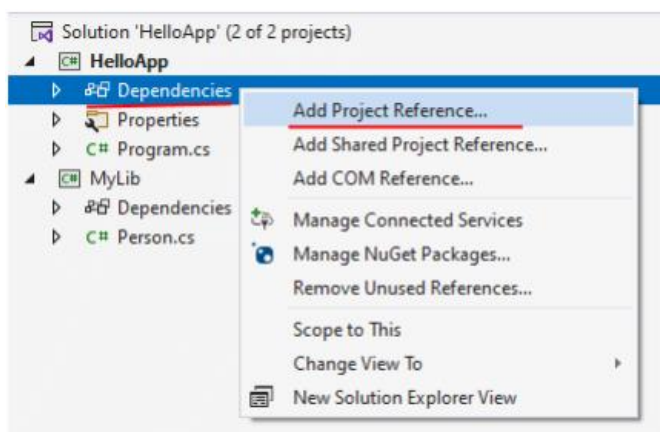 Solution 'HelloApp' (2 of 2 projects)
C# HelloApp
Dependencies
Properties
C# Program.cs
C# MyLib
Dependencies
C# Person.cs
Add Project Reference...
Add Shared Project Reference...
Add COM Reference...
Manage Connected Services
Manage NuGet Packages...
Remove Unused References...
Scope to This
Change View To
New Solution Explorer View